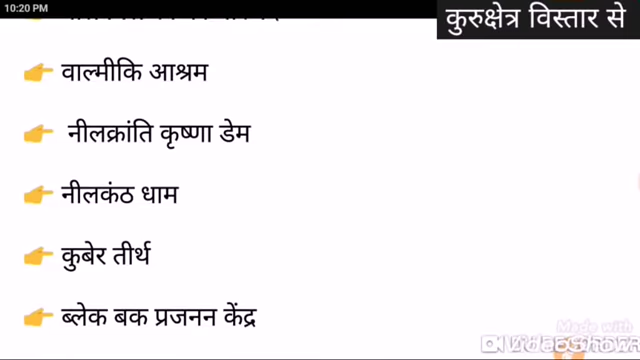 10:20 PM
कुरुक्षेत्र विस्तार से
👉 वाल्मीकि आश्रम
👉 नीलक्रांति कृष्णा डेम
👉 नीलकंठ धाम
👉 कुबेर तीर्थ
👉 ब्लेक बक प्रजनन केंद्र
Made with